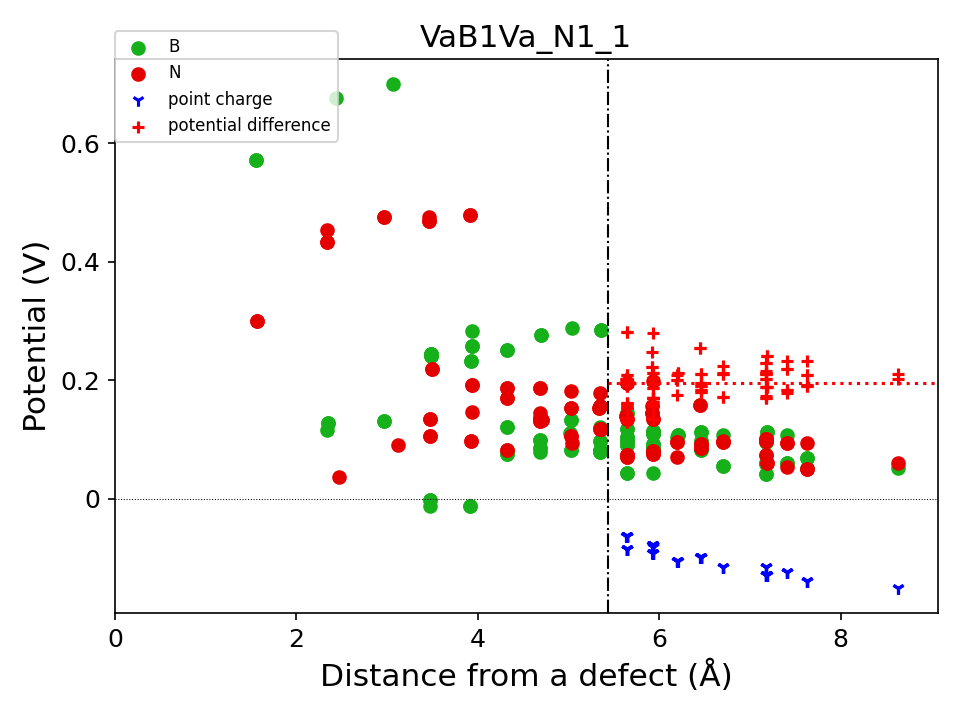 VaB1Va_N1_1
B
N
point charge
potential difference
Potential (V)
0.6
0.4
0.2
0
0
2
4
6
8
Distance from a defect (Å)